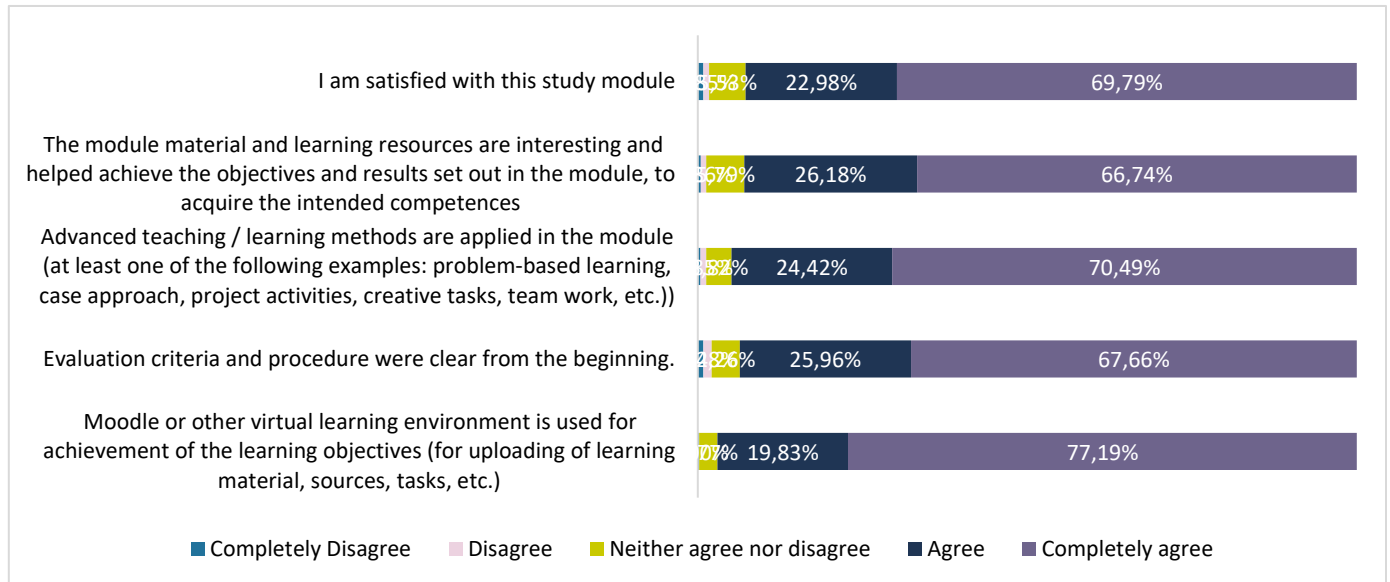 I am satisfied with this study module
22,98%
69,79%
The module material and learning resources are interesting and
helped achieve the objectives and results set out in the module, to
acquire the intended competences
26,18%
66,74%
Advanced teaching / learning methods are applied in the module
(at least one of the following examples: problem-based learning,
case approach, project activities, creative tasks, team work, etc.))
24,42%
70,49%
Evaluation criteria and procedure were clear from the beginning.
25,96%
67,66%
Moodle or other virtual learning environment is used for
achievement of the learning objectives (for uploading of learning
material, sources, tasks, etc.)
19,83%
77,19%
Completely Disagree Disagree Neither agree nor disagree Agree Completely agree